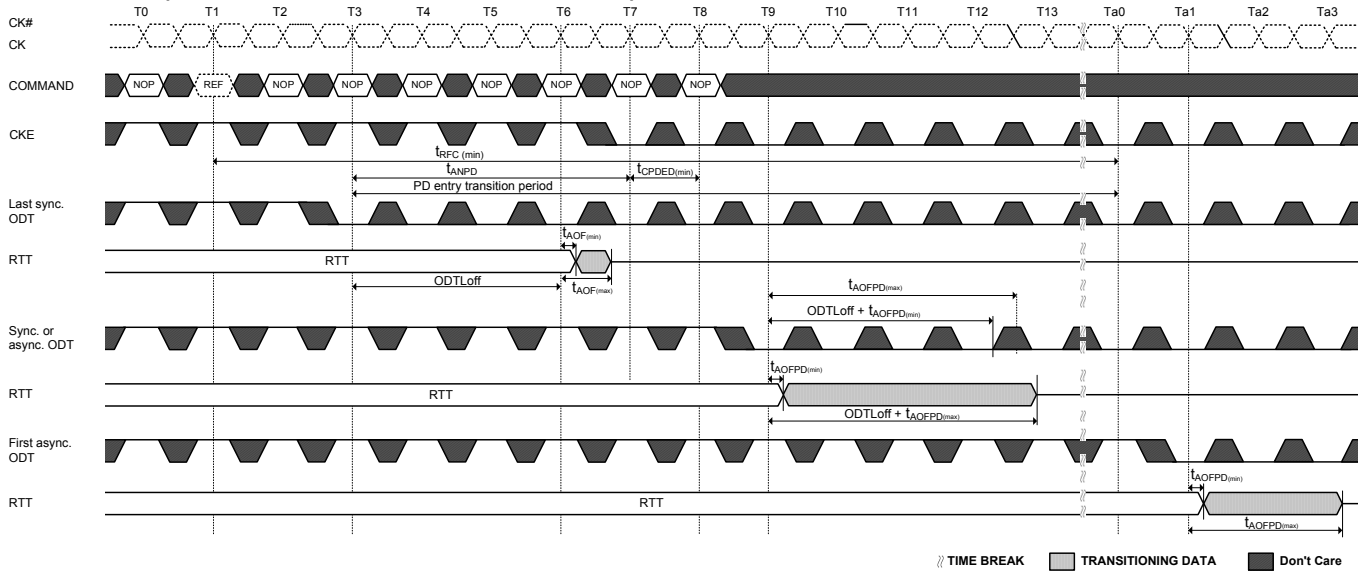 T0 T1 T2 T3 T4 T5 T6 T7 T8 T9 T10 T11 T12 T13 Ta0 Ta1 Ta2 Ta3
CK#
CK
COMMAND NOP REF NOP NOP NOP NOP NOP NOP NOP
CKE
tRFC (min)
tANPD tCPDED(min)
PD entry transition period
Last sync.
ODT
tAOF(min)
RTT RTT
ODTLoff tAOF(max)
tAOFPD(max)
ODTLoff + tAOFPD(min)
Sync. or
async. ODT
tAOFPD(min)
RTT RTT
ODTLoff + tAOFPD(max)
First async.
ODT
tAOFPD(min)
RTT RTT
tAOFPD(max)
TIME BREAK TRANSITIONING DATA Don't Care